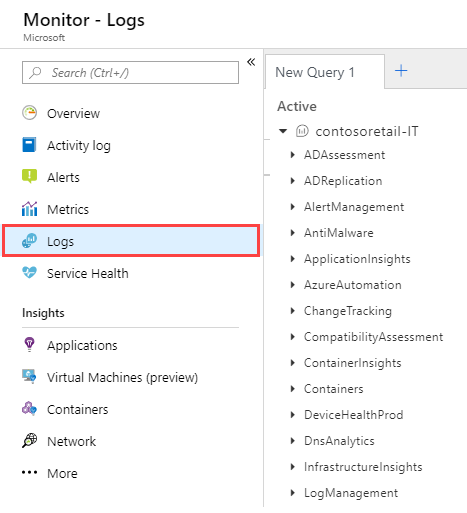 Monitor - Logs
Microsoft
Search (Ctrl+/)
Overview
Activity log
Alerts
Metrics
Logs
Service Health
Insights
Applications
Virtual Machines (preview)
Containers
Network
More
New Query 1
Active
contosoretail-IT
ADAssessment
ADReplication
AlertManagement
AntiMalware
ApplicationInsights
AzureAutomation
ChangeTracking
CompatibilityAssessment
ContainerInsights
Containers
DeviceHealthProd
DnsAnalytics
InfrastructureInsights
LogManagement